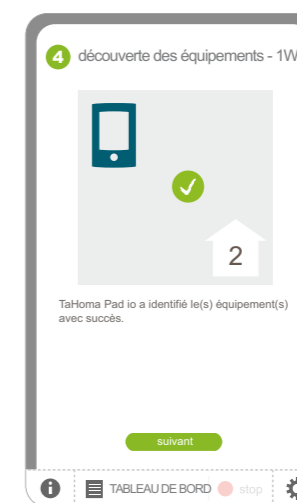 4 découverte des équipements - 1W
2
TaHoma Pad io a identifié le(s) équipement(s)
avec succès.
suivant
i TABLEAU DE BORD stop